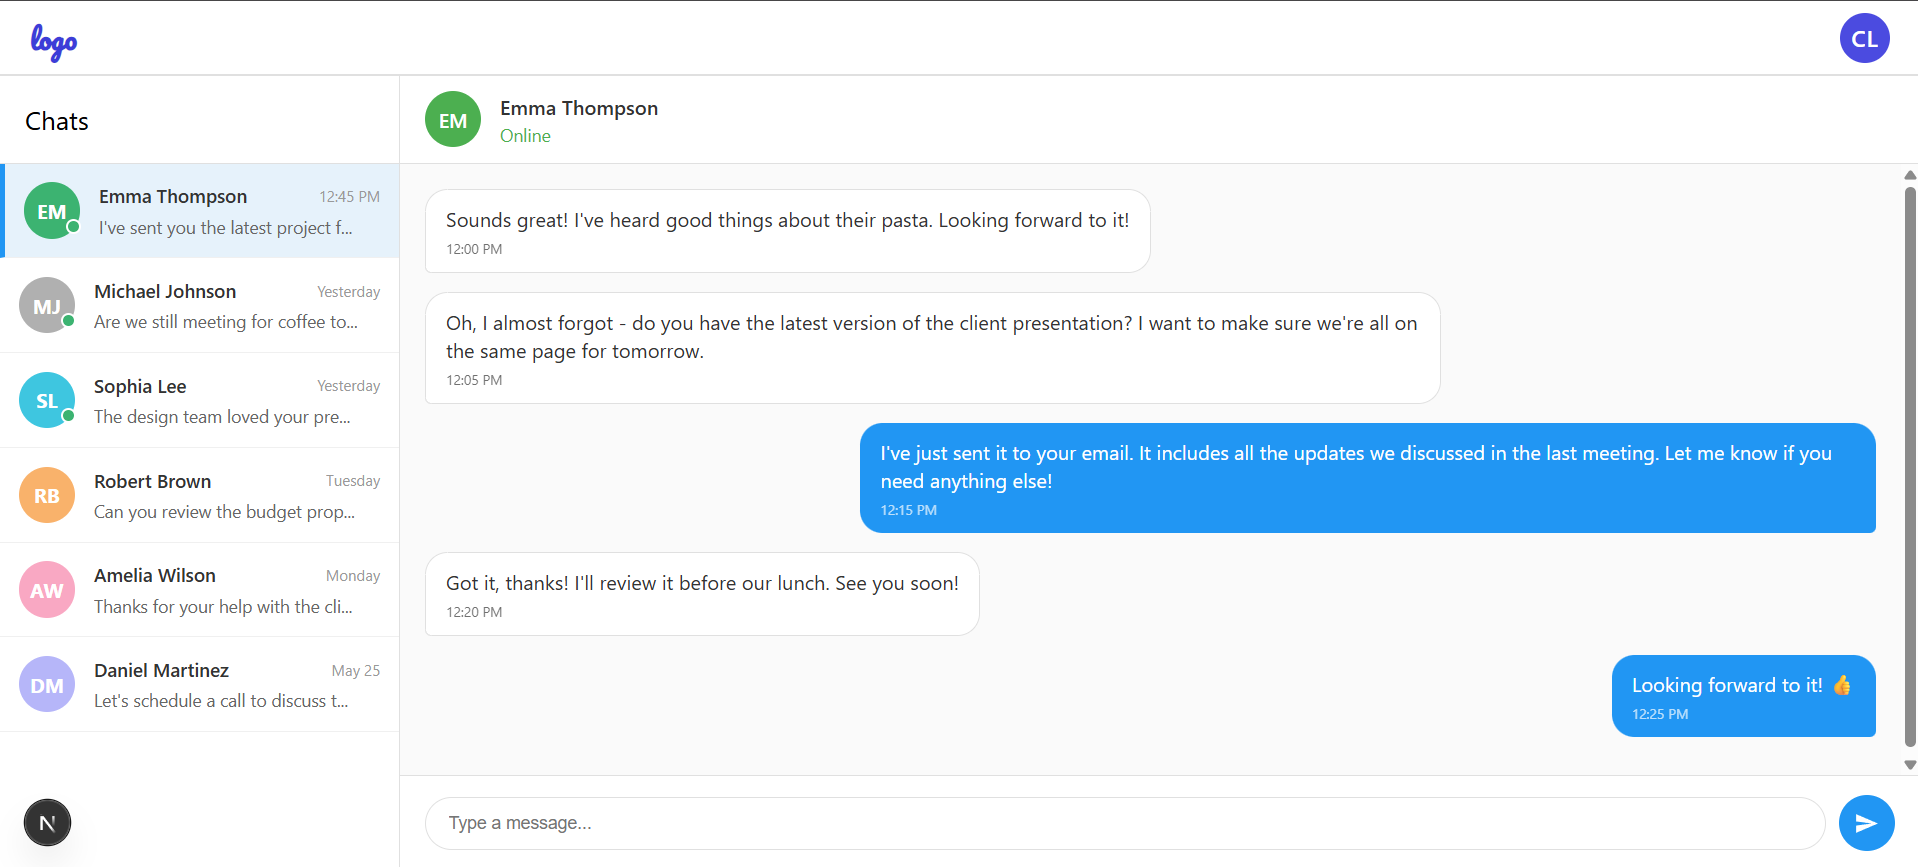 logo
CL
Chats
EM
Emma Thompson
12:45 PM
I've sent you the latest project f...
MJ
Michael Johnson
Yesterday
Are we still meeting for coffee to...
SL
Sophia Lee
Yesterday
The design team loved your pre...
RB
Robert Brown
Tuesday
Can you review the budget prop...
AW
Amelia Wilson
Monday
Thanks for your help with the cli...
DM
Daniel Martinez
May 25
Let's schedule a call to discuss t...
N
EM
Emma Thompson
Online
Sounds great! I've heard good things about their pasta. Looking forward to it!
12:00 PM
Oh, I almost forgot - do you have the latest version of the client presentation? I want to make sure we're all on
the same page for tomorrow.
12:05 PM
I've just sent it to your email. It includes all the updates we discussed in the last meeting. Let me know if you
need anything else!
12:15 PM
Got it, thanks! I'll review it before our lunch. See you soon!
12:20 PM
Looking forward to it! 👍
12:25 PM
Type a message...